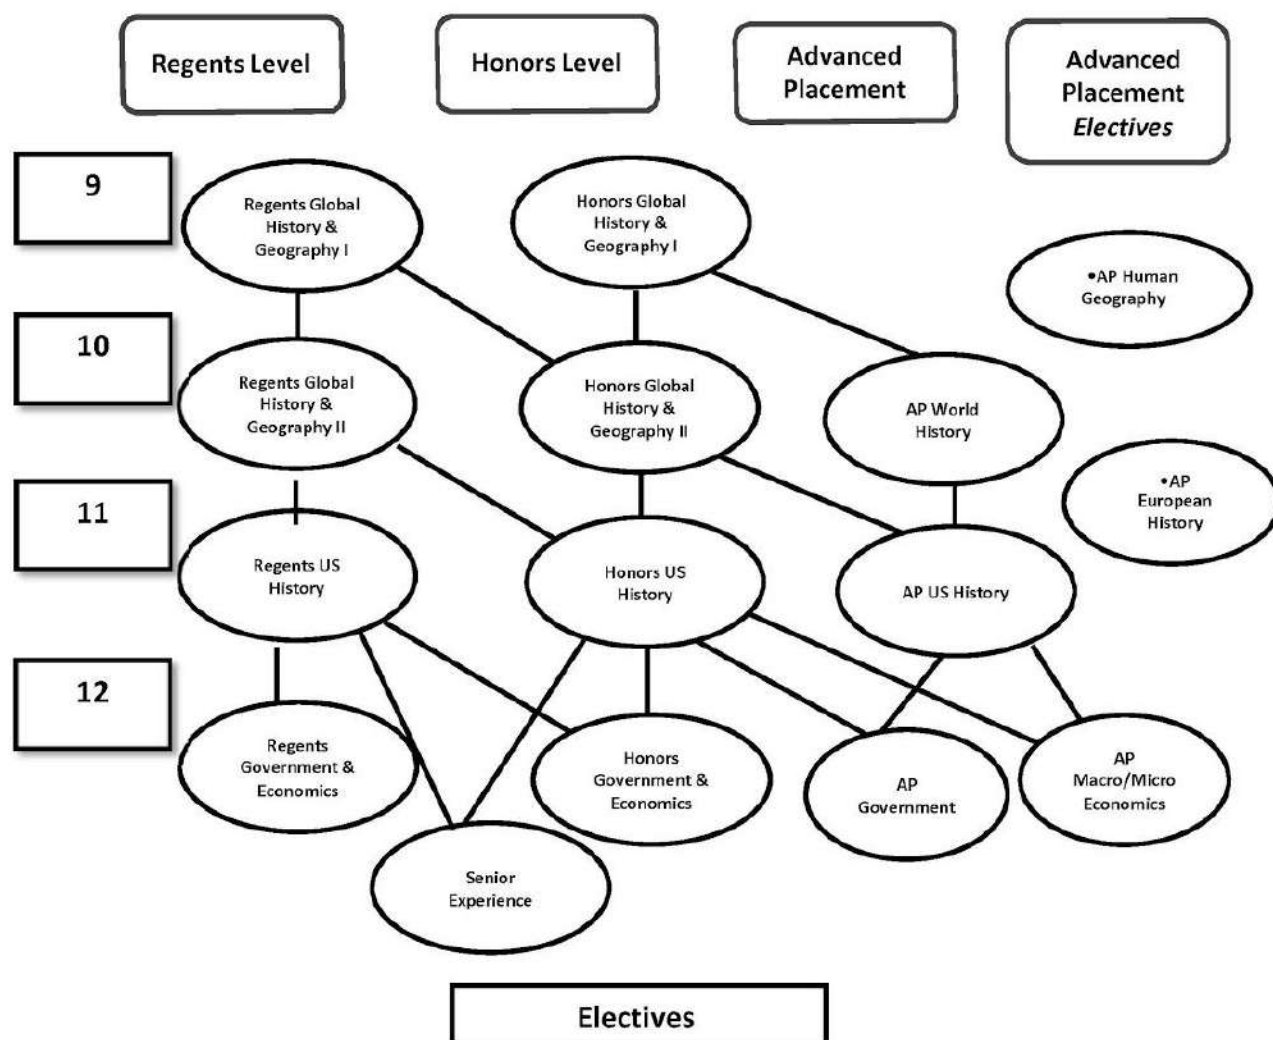 Regents Level
Honors Level
Advanced
Placement
Advanced
Placement
Electives
9
Regents Global
History &
Geography I
Honors Global
History &
Geography I
•AP Human
Geography
10
Regents Global
History &
Geography II
Honors Global
History &
Geography II
AP World
History
•AP
European
History
11
Regents US
History
Honors US
History
AP US History
12
Regents
Government &
Economics
Honors
Government &
Economics
AP
Government
AP
Macro/Micro
Economics
Senior
Experience
Electives